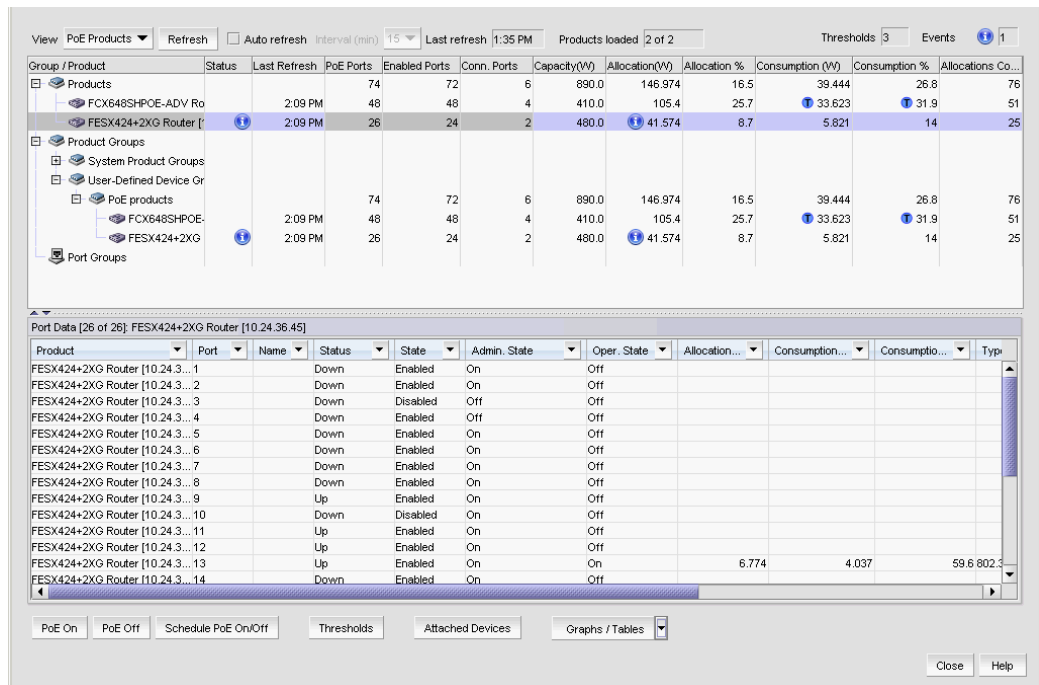 View PoE Products Refresh Auto refresh Interval (min) 15 Last refresh 1:35 PM Products loaded 2 of 2 Thresholds 3 Events 1
Group / Product Status Last Refresh PoE Ports Enabled Ports Conn. Ports Capacity(W) Allocation(W) Allocation % Consumption (W) Consumption % Allocations Co...
Products 74 72 6 890.0 146.974 16.5 39.444 26.8 76
FCX648SHPOE-ADV Ro 2:09 PM 48 48 4 410.0 105.4 25.7 T 33.623 T 31.9 51
FESX424+2XG Router [ 2:09 PM 26 24 2 480.0 41.574 8.7 5.821 14 25
Product Groups
System Product Groups
User-Defined Device Gr
PoE products 74 72 6 890.0 146.974 16.5 39.444 26.8 76
FCX648SHPOE- 2:09 PM 48 48 4 410.0 105.4 25.7 T 33.623 T 31.9 51
FESX424+2XG 2:09 PM 26 24 2 480.0 41.574 8.7 5.821 14 25
Port Groups
Port Data [26 of 26]: FESX424+2XG Router [10.24.36.45]
Product Port Name Status State Admin. State Oper. State Allocation... Consumption... Consumptio... Type
FESX424+2XG Router [10.24.3... 1 Down Enabled On Off
FESX424+2XG Router [10.24.3... 2 Down Enabled On Off
FESX424+2XG Router [10.24.3... 3 Down Disabled Off Off
FESX424+2XG Router [10.24.3... 4 Down Enabled Off Off
FESX424+2XG Router [10.24.3... 5 Down Enabled On Off
FESX424+2XG Router [10.24.3... 6 Down Enabled On Off
FESX424+2XG Router [10.24.3... 7 Down Enabled On Off
FESX424+2XG Router [10.24.3... 8 Down Enabled On Off
FESX424+2XG Router [10.24.3... 9 Up Enabled On Off
FESX424+2XG Router [10.24.3... 10 Down Disabled On Off
FESX424+2XG Router [10.24.3... 11 Up Enabled On Off
FESX424+2XG Router [10.24.3... 12 Up Enabled On Off
FESX424+2XG Router [10.24.3... 13 Up Enabled On On 6.774 4.037 59.6 802.3
FESX424+2XG Router [10.24.3... 14 Down Enabled On Off
PoE On PoE Off Schedule PoE On/Off Thresholds Attached Devices Graphs / Tables
Close Help